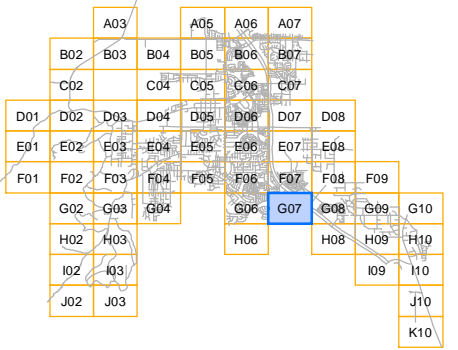 A03 A05 A06 A07
B02 B03 B04 B05 B06 B07
C02 C04 C05 C06 C07
D01 D02 D03 D04 D05 D06 D07 D08
E01 E02 E03 E04 E05 E06 E07 E08
F01 F02 F03 F04 F05 F06 F07 F08 F09
G02 G03 G04 G06 G07 G08 G09 G10
H02 H03 H06 H08 H09 H10
I02 I03 I09 I10
J02 J03 J10
K10